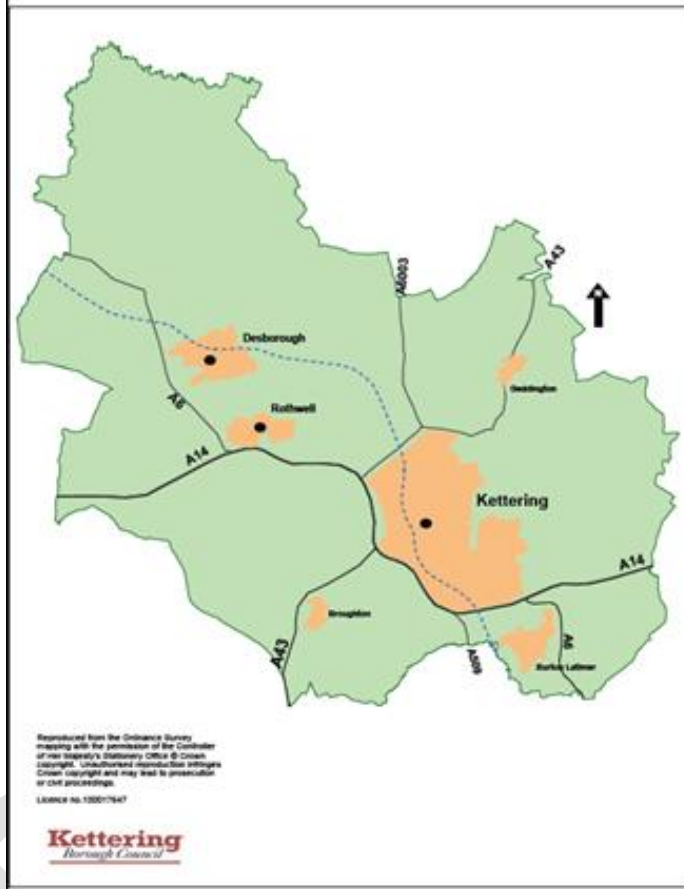 A6003
A43
Desborough
Geddington
A6
Rothwell
A14
Kettering
A14
Broughton
A43
A509
A6
Burton Latimer
Reproduced from the Ordnance Survey
mapping with the permission of the Controller
of Her Majesty's Stationery Office © Crown
copyright. Unauthorised reproduction infringes
Crown copyright and may lead to prosecution
or civil proceedings.
Licence no.100017647
Kettering
Borough Council